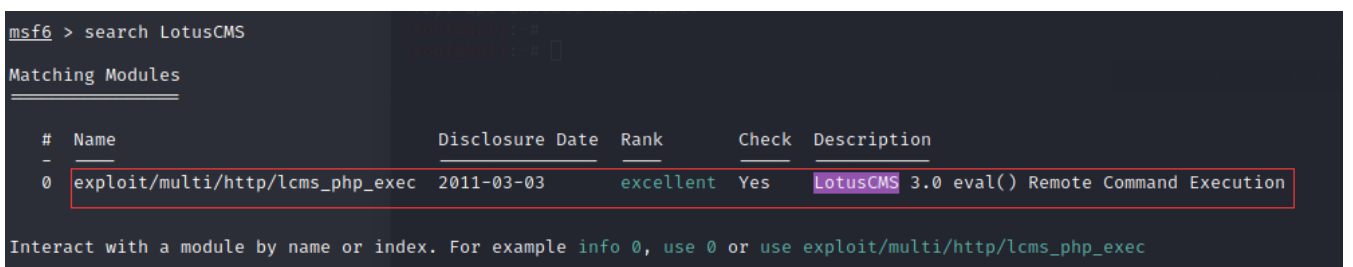 msf6 > search LotusCMS
Matching Modules
# Name Disclosure Date Rank Check Description
0 exploit/multi/http/lcms_php_exec 2011-03-03 excellent Yes LotusCMS 3.0 eval() Remote Command Execution
Interact with a module by name or index. For example info 0, use 0 or use exploit/multi/http/lcms_php_exec